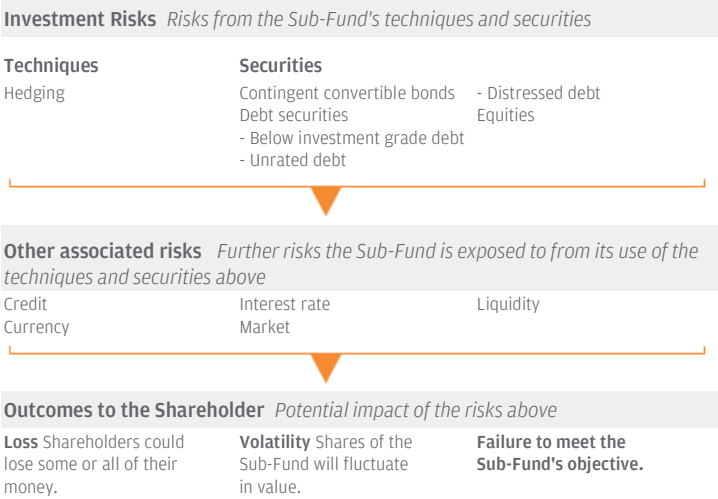 Investment Risks Risks from the Sub-Fund's techniques and securities
Techniques
Hedging
Securities
Contingent convertible bonds
Debt securities
- Below investment grade debt
- Unrated debt
- Distressed debt
Equities
Other associated risks Further risks the Sub-Fund is exposed to from its use of the
techniques and securities above
Credit
Currency
Interest rate
Market
Liquidity
Outcomes to the Shareholder Potential impact of the risks above
Loss Shareholders could
lose some or all of their
money.
Volatility Shares of the
Sub-Fund will fluctuate
in value.
Failure to meet the
Sub-Fund's objective.